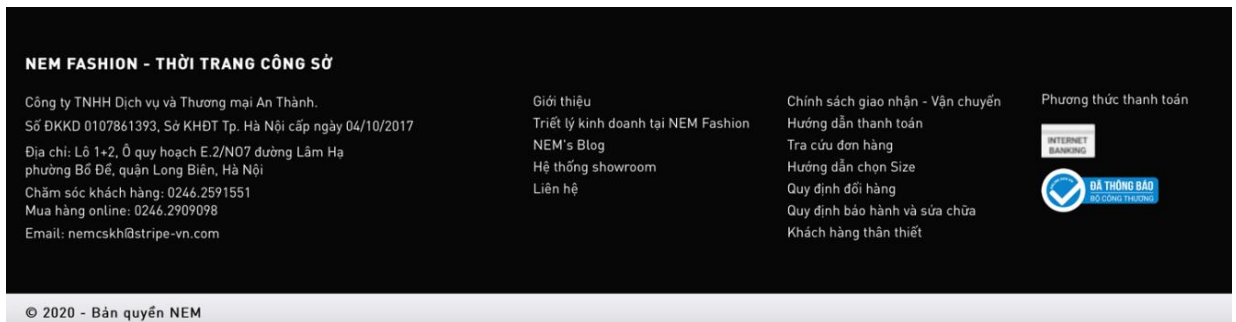 NEM FASHION - THỜI TRANG CÔNG SỞ
Công ty TNHH Dịch vụ và Thương mại An Thành.
Số ĐKKD 0107861393, Sở KHĐT Tp. Hà Nội cấp ngày 04/10/2017
Địa chỉ: Lô 1+2, Ô quy hoạch E.2/NO7 đường Lâm Hạ
phường Bồ Đề, quận Long Biên, Hà Nội
Chăm sóc khách hàng: 0246.2591551
Mua hàng online: 0246.2909098
Email: nemcskh@stripe-vn.com
Giới thiệu
Triết lý kinh doanh tại NEM Fashion
NEM's Blog
Hệ thống showroom
Liên hệ
Chính sách giao nhận - Vận chuyển
Hướng dẫn thanh toán
Tra cứu đơn hàng
Hướng dẫn chọn Size
Quy định đổi hàng
Quy định bảo hành và sửa chữa
Khách hàng thân thiết
Phương thức thanh toán
INTERNET
BANKING
ĐÃ THÔNG BÁO
BỘ CÔNG THƯƠNG
© 2020 - Bản quyền NEM